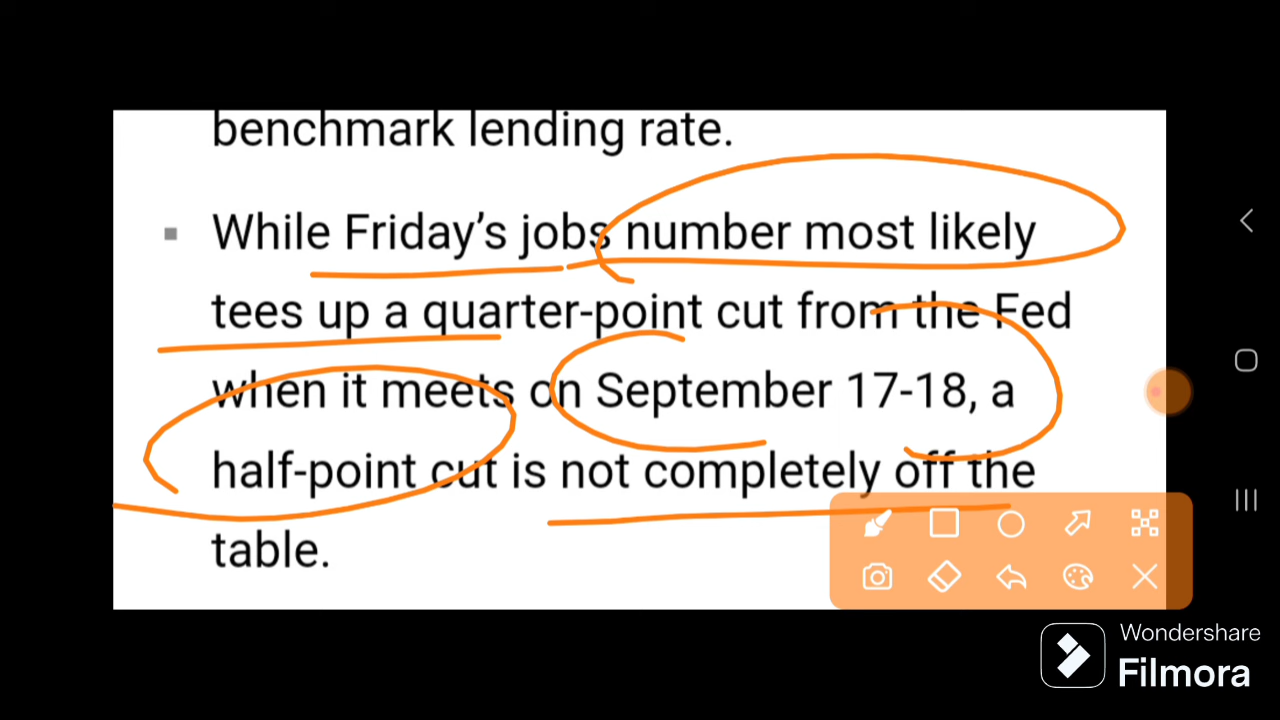 benchmark lending rate.
While Friday’s jobs number most likely
tees up a quarter-point cut from the Fed
when it meets on September 17-18, a
half-point cut is not completely off the
table.
Wondershare
Filmora